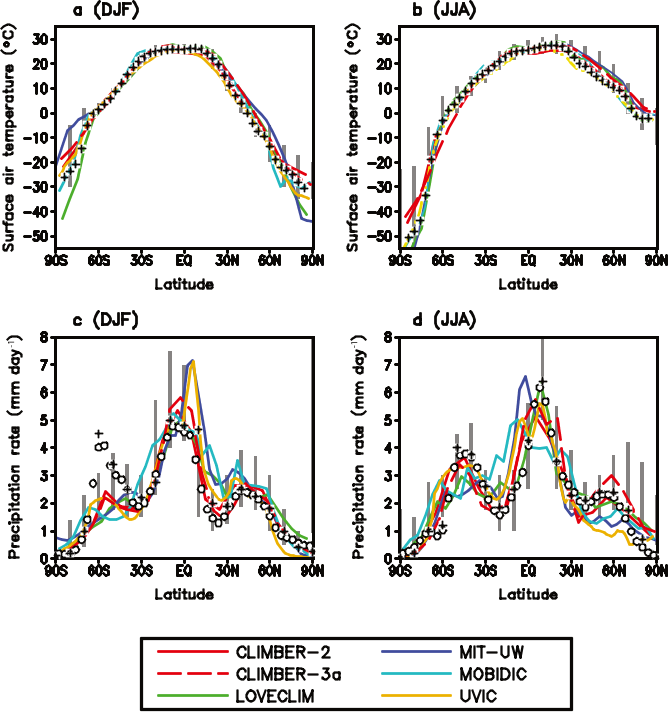 a (DJF)
b (JJA)
Surface air temperature (°C)
30
20
10
0
−10
−20
−30
−40
−50
90S 60S 30S EQ 30N 60N 90N
Latitude
Surface air temperature (°C)
30
20
10
0
−10
−20
−30
−40
−50
90S 60S 30S EQ 30N 60N 90N
Latitude
c (DJF)
d (JJA)
Precipitation rate (mm day⁻¹)
8
7
6
5
4
3
2
1
0
90S 60S 30S EQ 30N 60N 90N
Latitude
Precipitation rate (mm day⁻¹)
8
7
6
5
4
3
2
1
0
90S 60S 30S EQ 30N 60N 90N
Latitude
CLIMBER−2
CLIMBER−3a
LOVECLIM
MIT−UW
MOBIDIC
UVIC